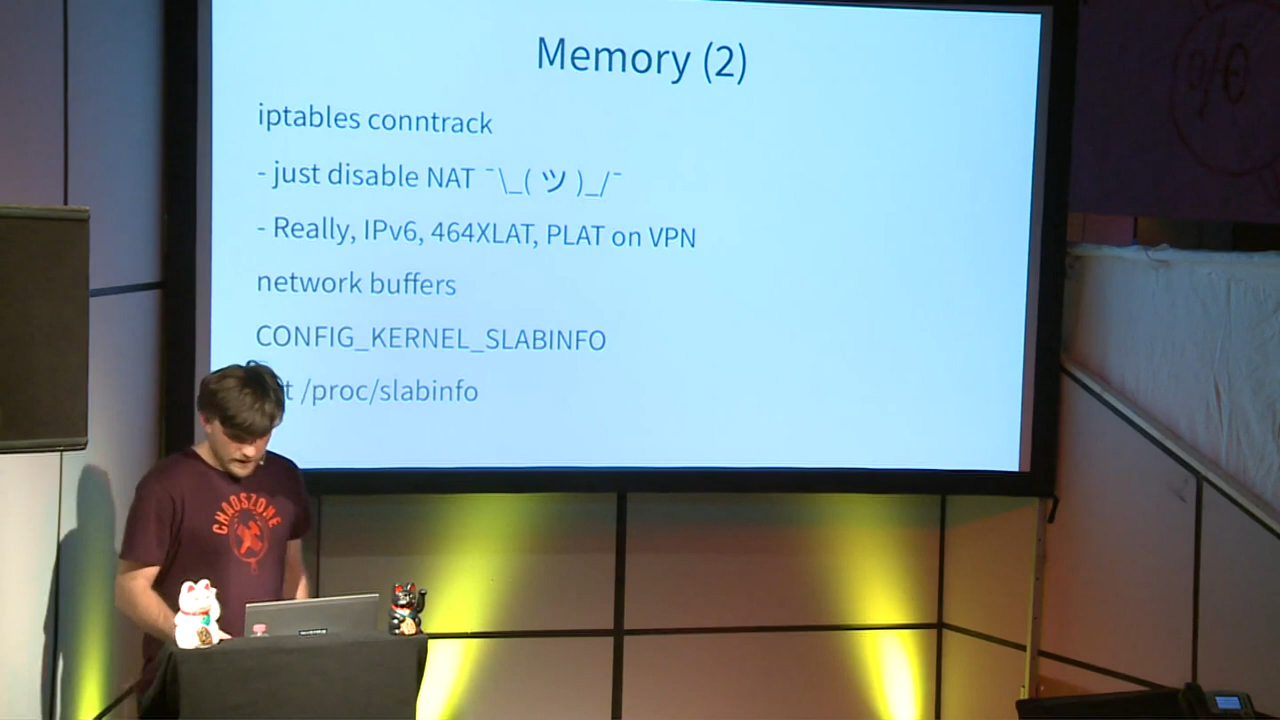 Memory (2)
iptables conntrack
- just disable NAT ¯\_( ツ )_/¯
- Really, IPv6, 464XLAT, PLAT on VPN
network buffers
CONFIG_KERNEL_SLABINFO
/proc/slabinfo
CHAOSZONE